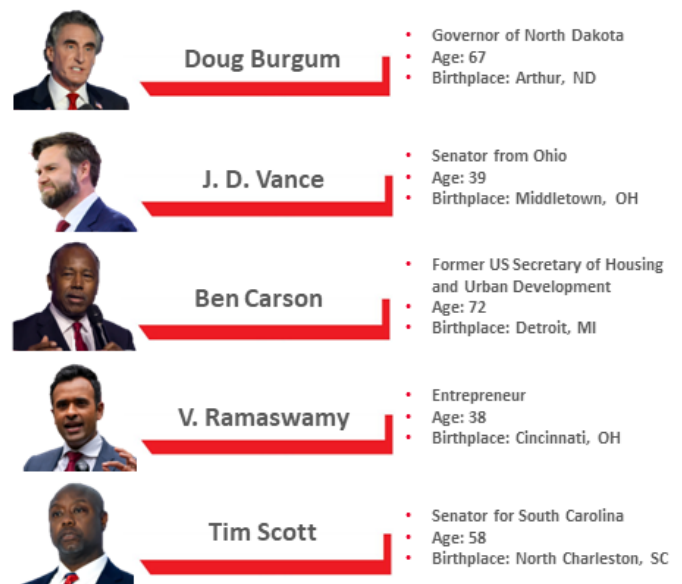 Doug Burgum
• Governor of North Dakota
• Age: 67
• Birthplace: Arthur, ND
J. D. Vance
• Senator from Ohio
• Age: 39
• Birthplace: Middletown, OH
Ben Carson
• Former US Secretary of Housing
and Urban Development
• Age: 72
• Birthplace: Detroit, MI
V. Ramaswamy
• Entrepreneur
• Age: 38
• Birthplace: Cincinnati, OH
Tim Scott
• Senator for South Carolina
• Age: 58
• Birthplace: North Charleston, SC